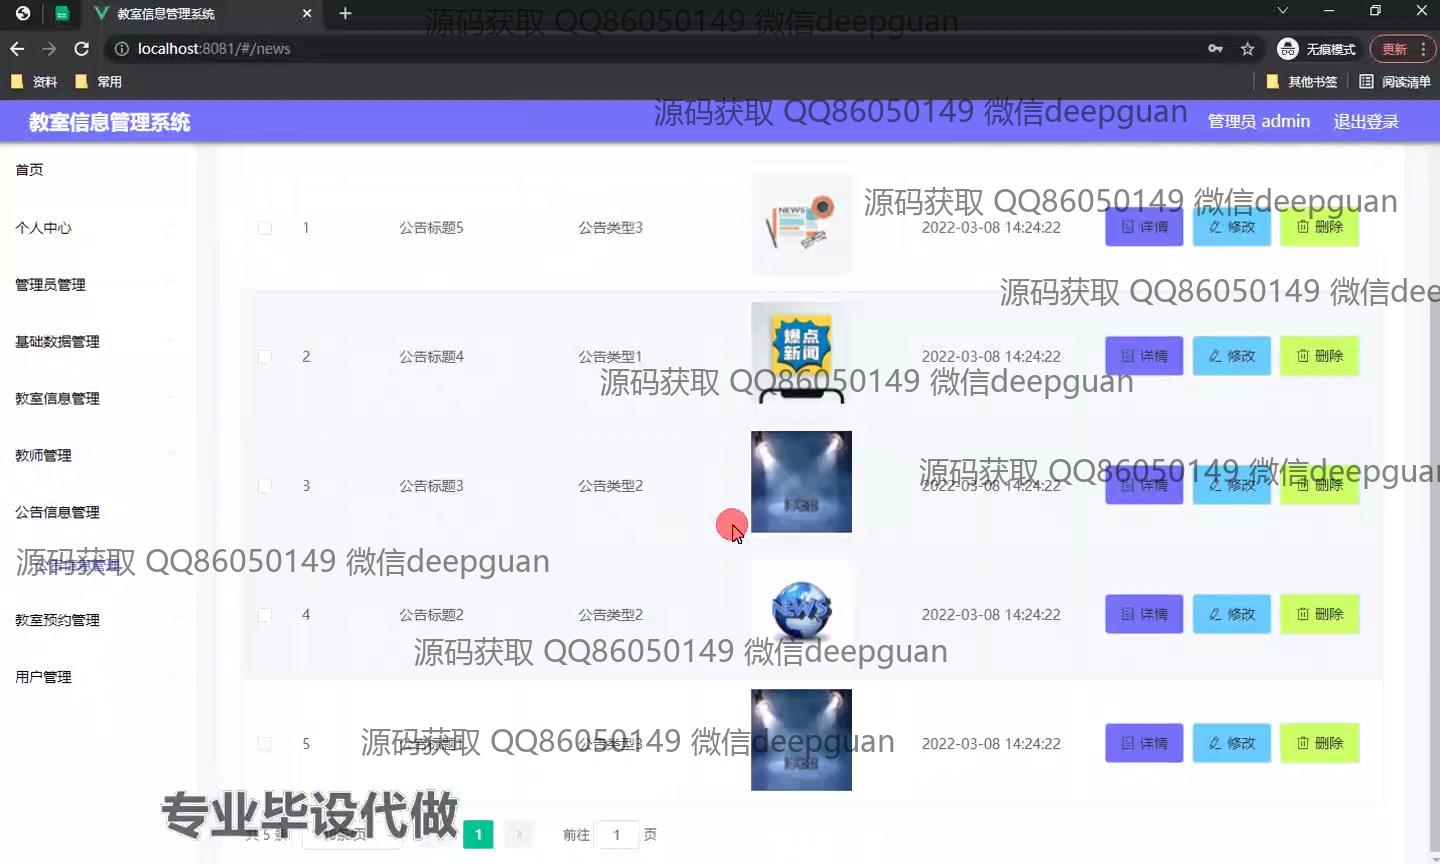 教室信息管理系统
源码获取 QQ86050149 微信deepguan
localhost:8081/#/news
无痕模式
更新
资料
常用
其他书签
阅读清单
教室信息管理系统
源码获取 QQ86050149 微信deepguan
管理员 admin
退出登录
首页
个人中心
管理员管理
基础数据管理
教室信息管理
教师管理
公告信息管理
公告信息管理
教室预约管理
用户管理
源码获取 QQ86050149 微信deepguan
1 公告标题5 公告类型3 NEWS 2022-03-08 14:24:22 详情 修改 删除
源码获取 QQ86050149 微信dee
2 公告标题4 公告类型1 爆点新闻 2022-03-08 14:24:22 详情 修改 删除
源码获取 QQ86050149 微信deepguan
源码获取 QQ86050149 微信deepguan
3 公告标题3 公告类型2 2022-03-08 14:24:22 详情 修改 删除
源码获取 QQ86050149 微信deepguan
4 公告标题2 公告类型2 NEWS 2022-03-08 14:24:22 详情 修改 删除
源码获取 QQ86050149 微信deepguan
源码获取 QQ86050149 微信deepguan
5 公告标题1 公告类型3 2022-03-08 14:24:22 详情 修改 删除
专业毕设代做
共 5 条
10条/页
1
前往 1 页